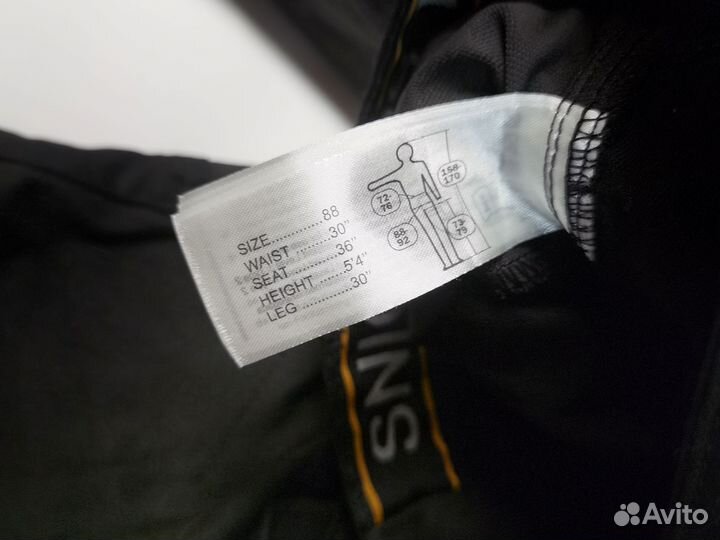 SIZE..............88
WAIST ........30"
SEAT............36"
HEIGHT ......5'4"
LEG ............30"
158-
170
72-
76
88-
92
73-
79
SNI
Avito